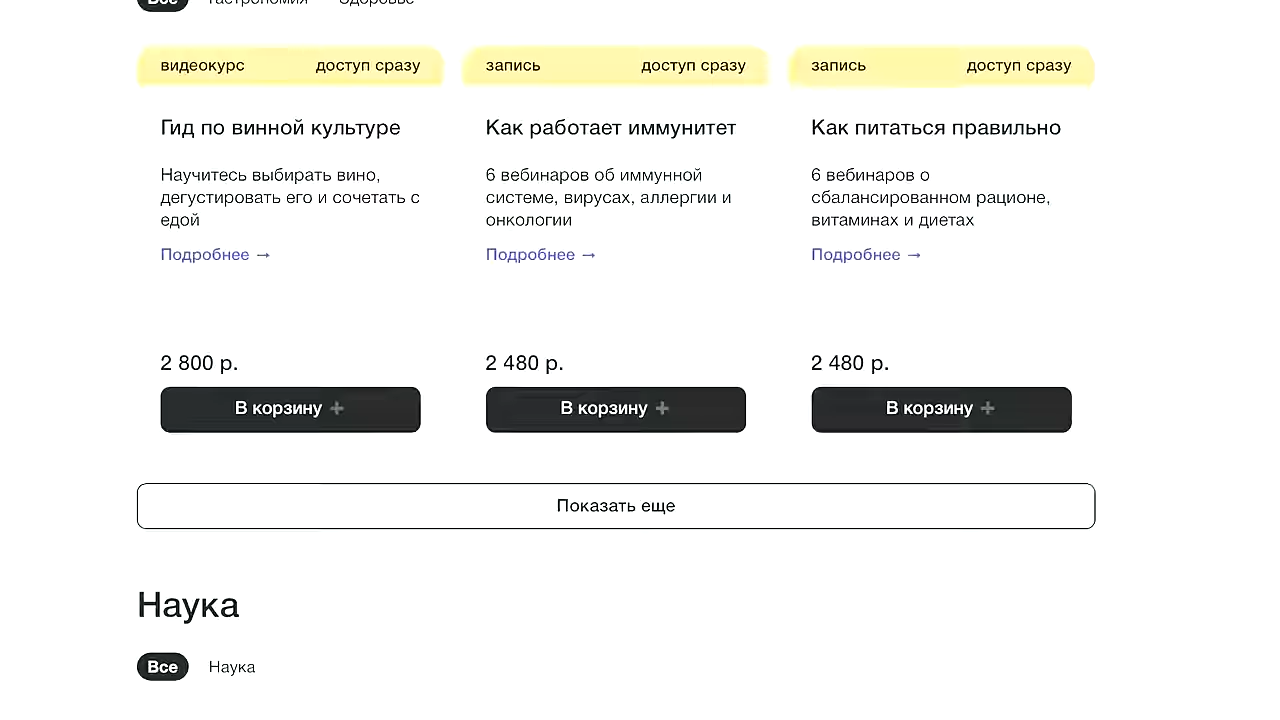 Все Гастрономия Здоровье
видеокурс доступ сразу
запись доступ сразу
запись доступ сразу
Гид по винной культуре
Научитесь выбирать вино,
дегустировать его и сочетать с
едой
Подробнее →
2 800 р.
В корзину +
Как работает иммунитет
6 вебинаров об иммунной
системе, вирусах, аллергии и
онкологии
Подробнее →
2 480 р.
В корзину +
Как питаться правильно
6 вебинаров о
сбалансированном рационе,
витаминах и диетах
Подробнее →
2 480 р.
В корзину +
Показать еще
Наука
Все Наука